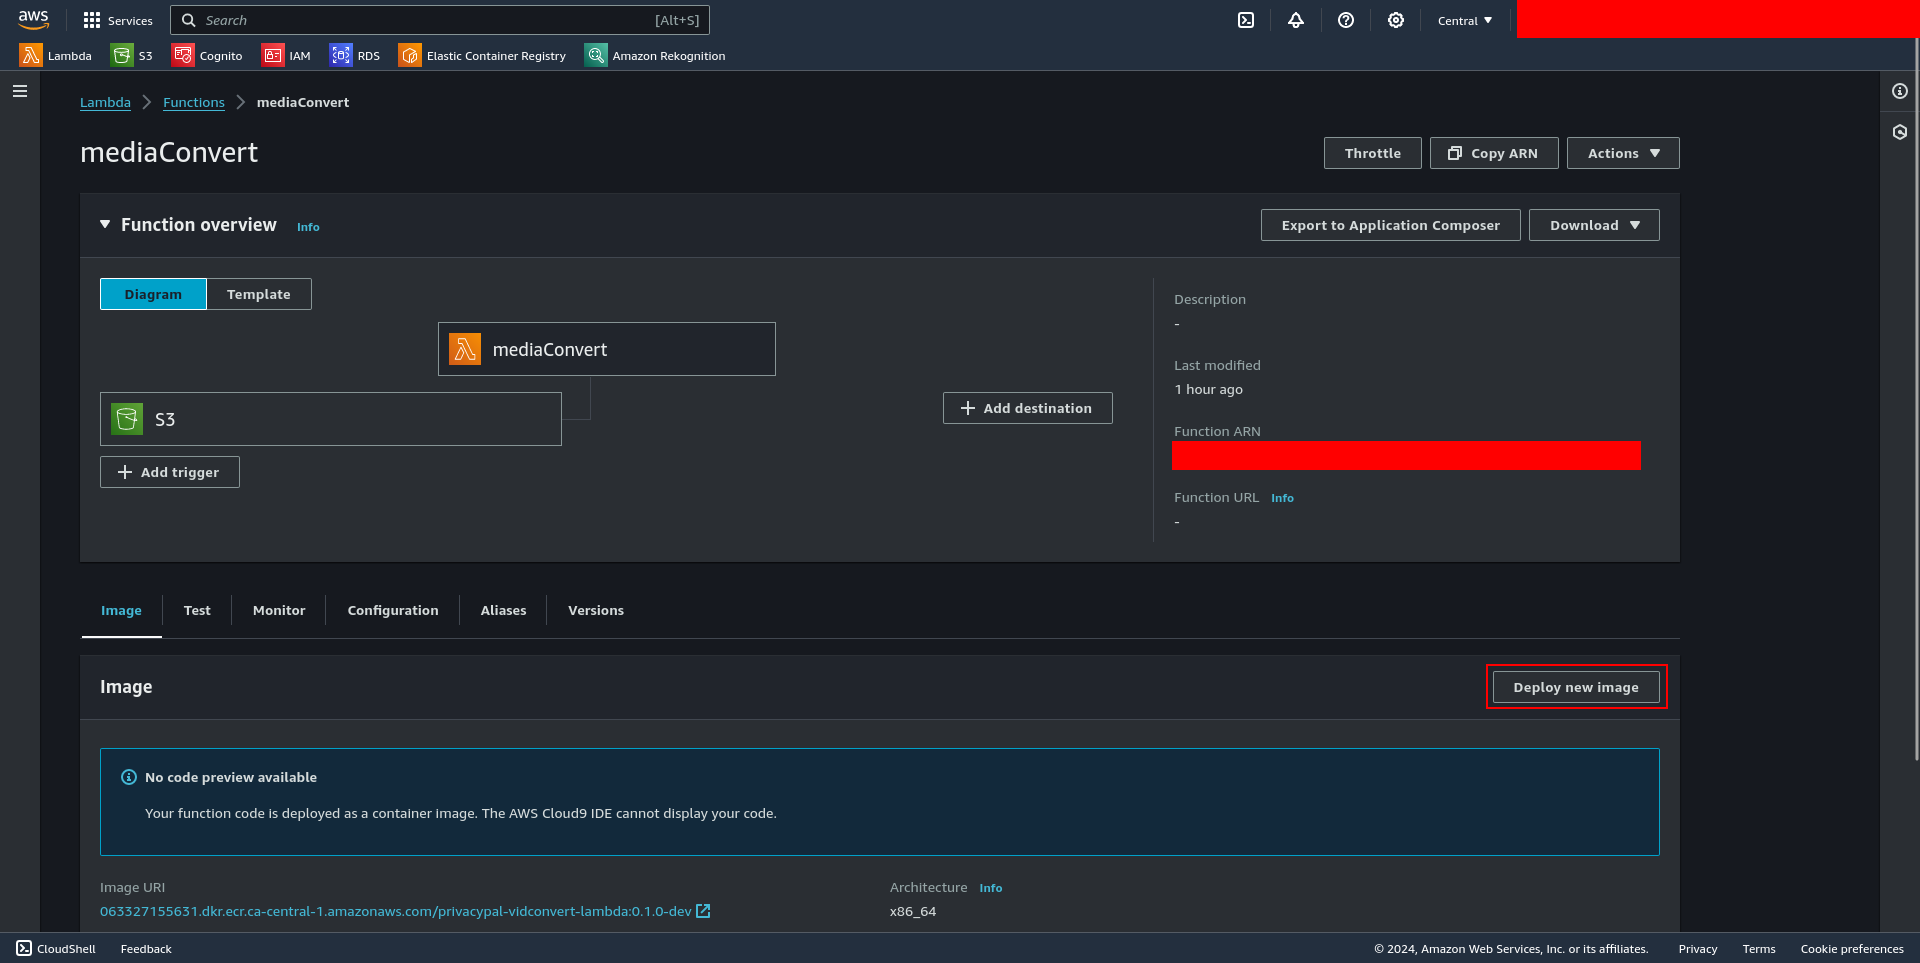 aws Services Search [Alt+S] Central
Lambda S3 Cognito IAM RDS Elastic Container Registry Amazon Rekognition
Lambda Functions mediaConvert
mediaConvert
Throttle Copy ARN Actions
Function overview Info
Export to Application Composer Download
Diagram Template
mediaConvert
S3
Add trigger
Add destination
Description
-
Last modified
1 hour ago
Function ARN
Function URL Info
-
Image Test Monitor Configuration Aliases Versions
Image
Deploy new image
No code preview available
Your function code is deployed as a container image. The AWS Cloud9 IDE cannot display your code.
Image URI
063327155631.dkr.ecr.ca-central-1.amazonaws.com/privacypal-vidconvert-lambda:0.1.0-dev
Architecture Info
x86_64
CloudShell Feedback © 2024, Amazon Web Services, Inc. or its affiliates. Privacy Terms Cookie preferences